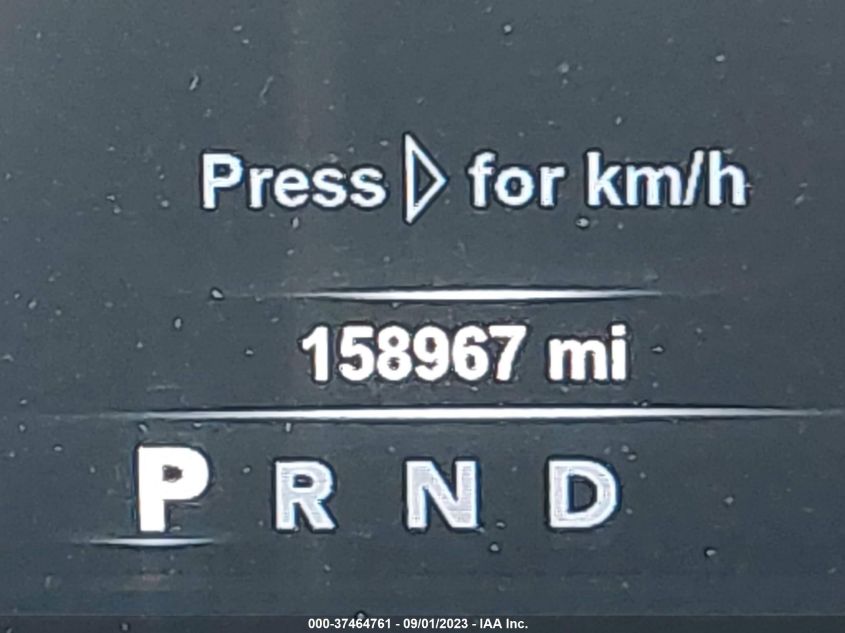 Press ▷ for km/h
158967 mi
P R N D
000-37464761 - 09/01/2023 - IAA Inc.